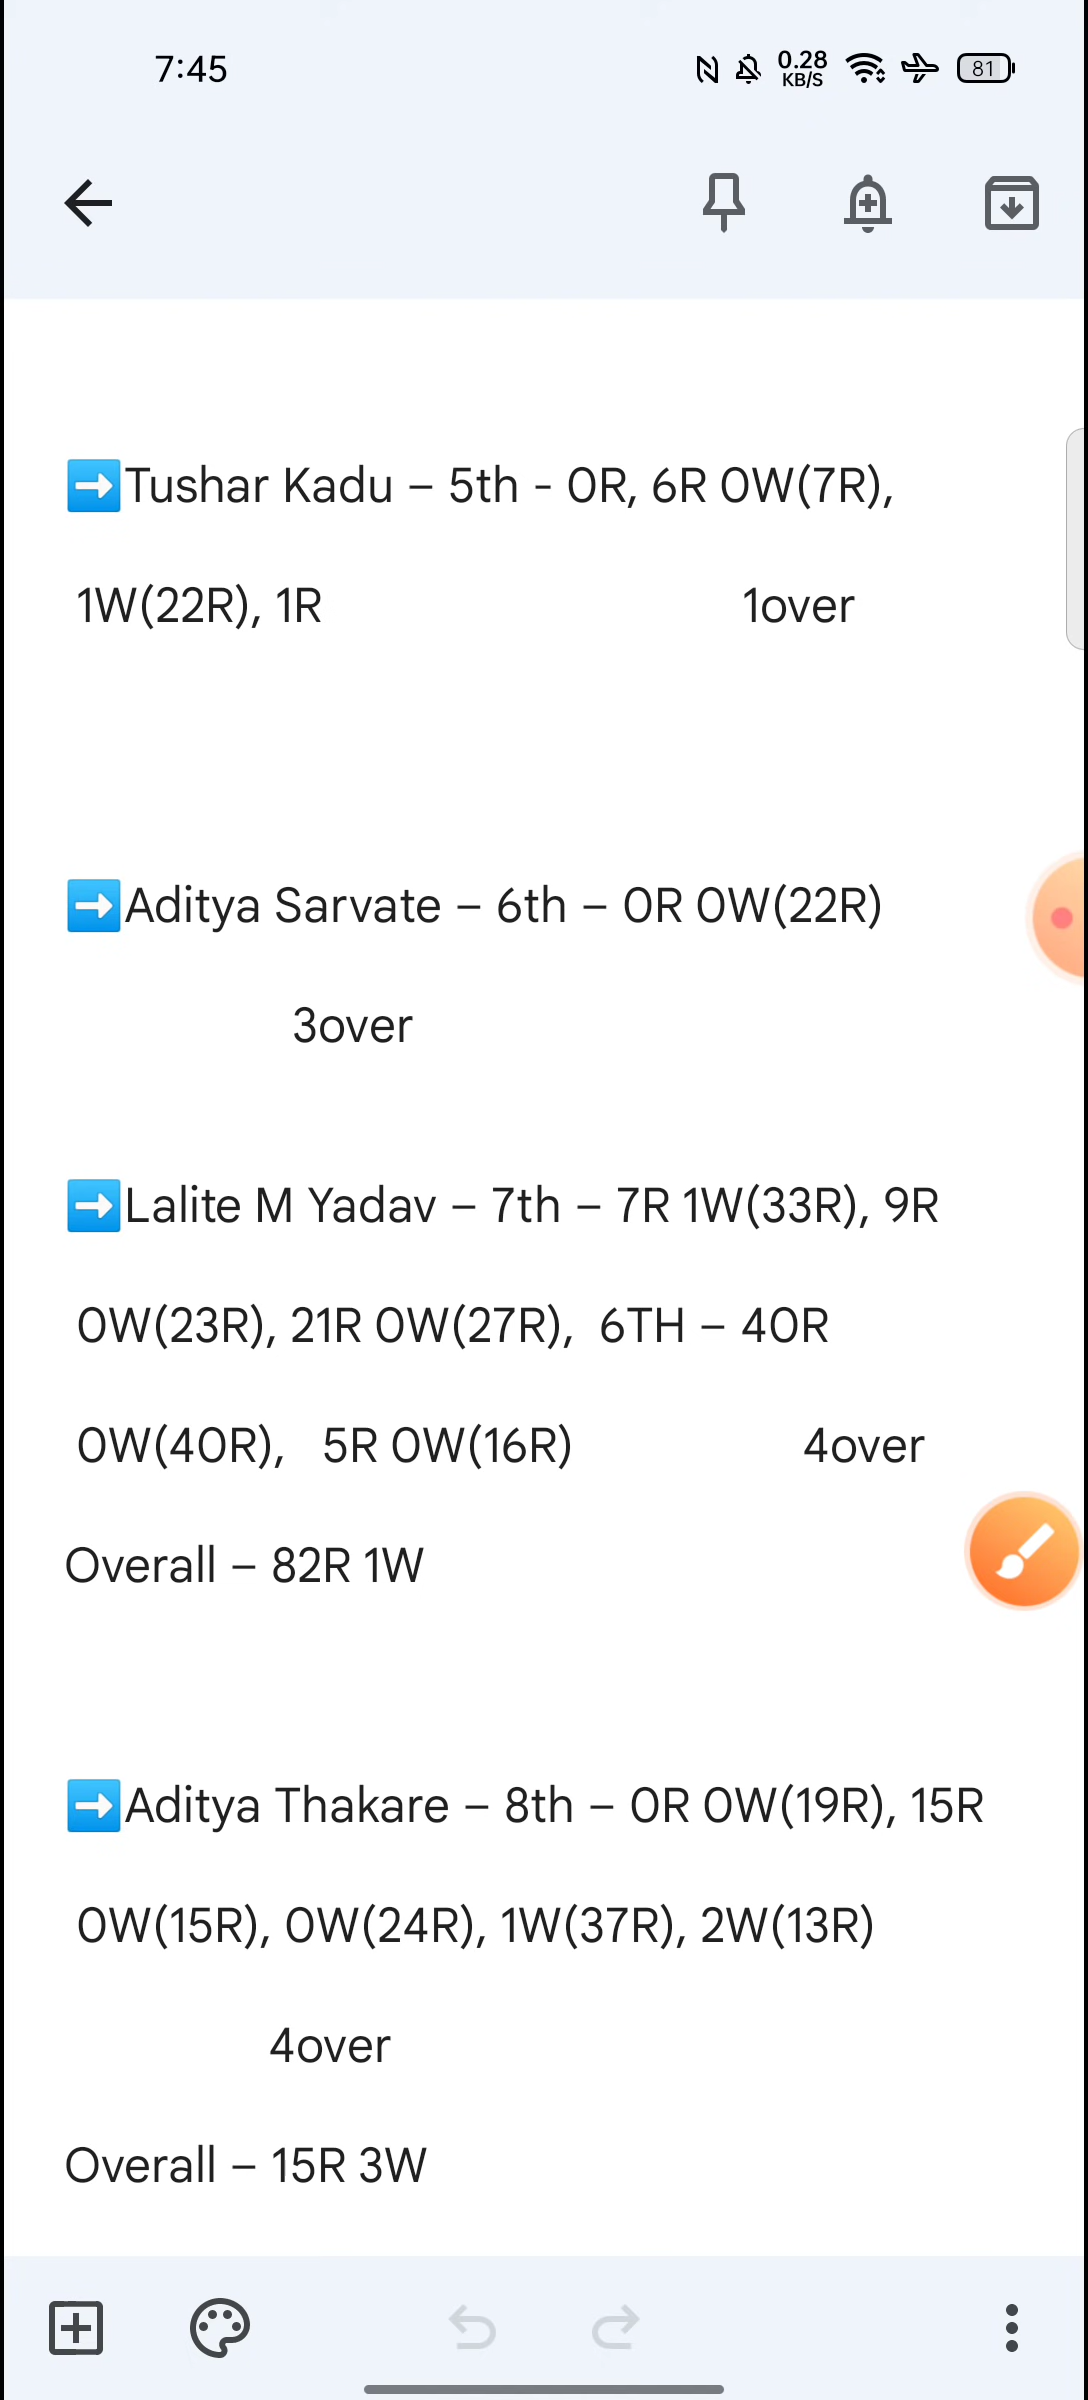 7:45
0.28
KB/S
81
➡️Tushar Kadu – 5th - 0R, 6R 0W(7R),
1W(22R), 1R 1over
➡️Aditya Sarvate – 6th – 0R 0W(22R)
3over
➡️Lalite M Yadav – 7th – 7R 1W(33R), 9R
0W(23R), 21R 0W(27R), 6TH – 40R
0W(40R), 5R 0W(16R) 4over
Overall – 82R 1W
➡️Aditya Thakare – 8th – 0R 0W(19R), 15R
0W(15R), 0W(24R), 1W(37R), 2W(13R)
4over
Overall – 15R 3W